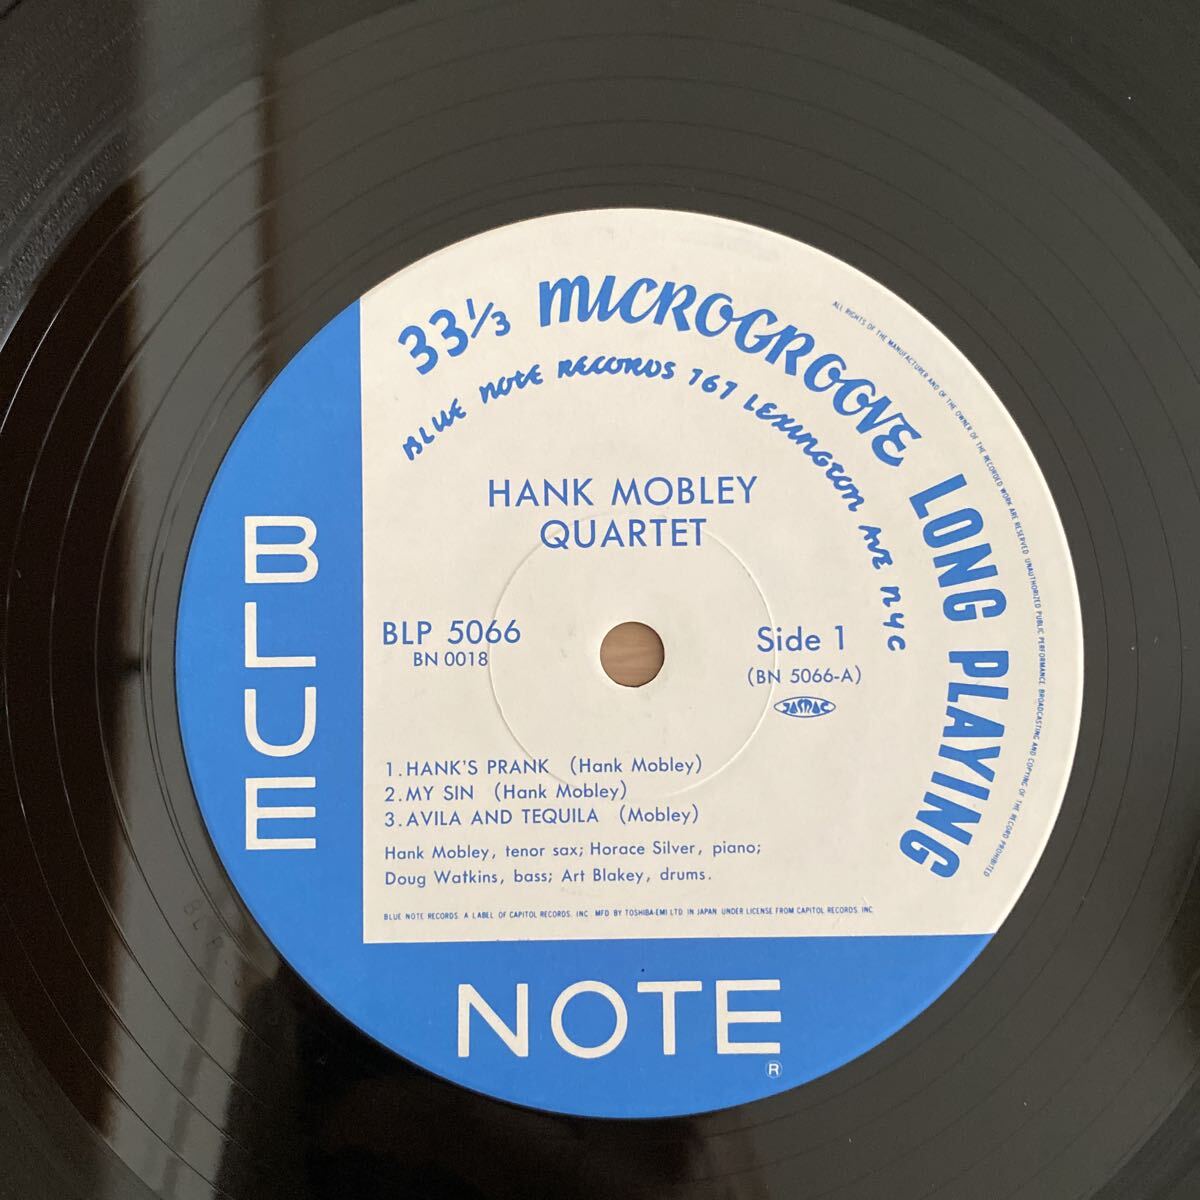 33 1/3 MICROGROOVE LONG PLAYING
BLUE NOTE RECORDS 767 LEXINGTON AVE NYC
ALL RIGHTS OF THE MANUFACTURER AND OF THE OWNER OF THE RECORDED WORK ARE RESERVED. UNAUTHORIZED PUBLIC PERFORMANCE, BROADCASTING AND COPYING OF THE RECORD PROHIBITED
HANK MOBLEY
QUARTET
BLP 5066
BN 0018
Side 1
(BN 5066-A)
JASRAC
1. HANK'S PRANK (Hank Mobley)
2. MY SIN (Hank Mobley)
3. AVILA AND TEQUILA (Mobley)
Hank Mobley, tenor sax; Horace Silver, piano;
Doug Watkins, bass; Art Blakey, drums.
BLUE NOTE RECORDS. A LABEL OF CAPITOL RECORDS, INC. MFD. BY TOSHIBA-EMI LTD. IN JAPAN UNDER LICENSE FROM CAPITOL RECORDS, INC.
BLUE
NOTE
®